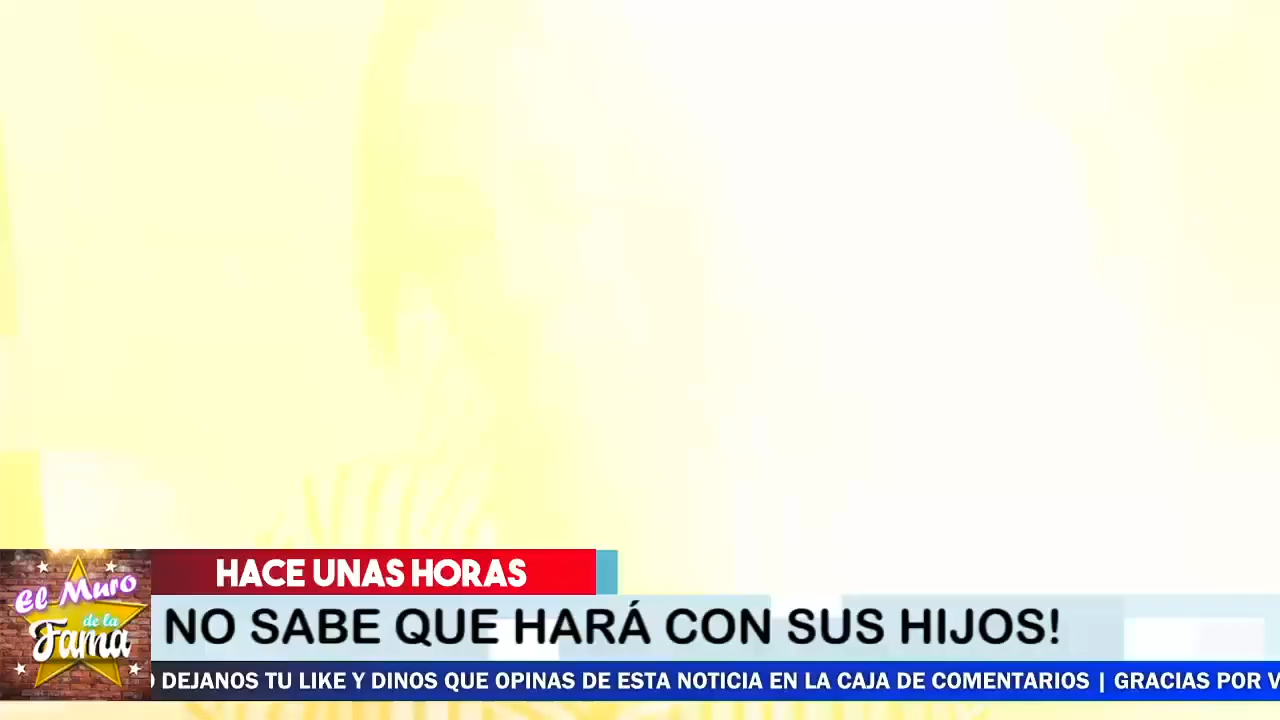 HACE UNAS HORAS
El Muro
de la
Fama
NO SABE QUE HARÁ CON SUS HIJOS!
DEJANOS TU LIKE Y DINOS QUE OPINAS DE ESTA NOTICIA EN LA CAJA DE COMENTARIOS | GRACIAS POR